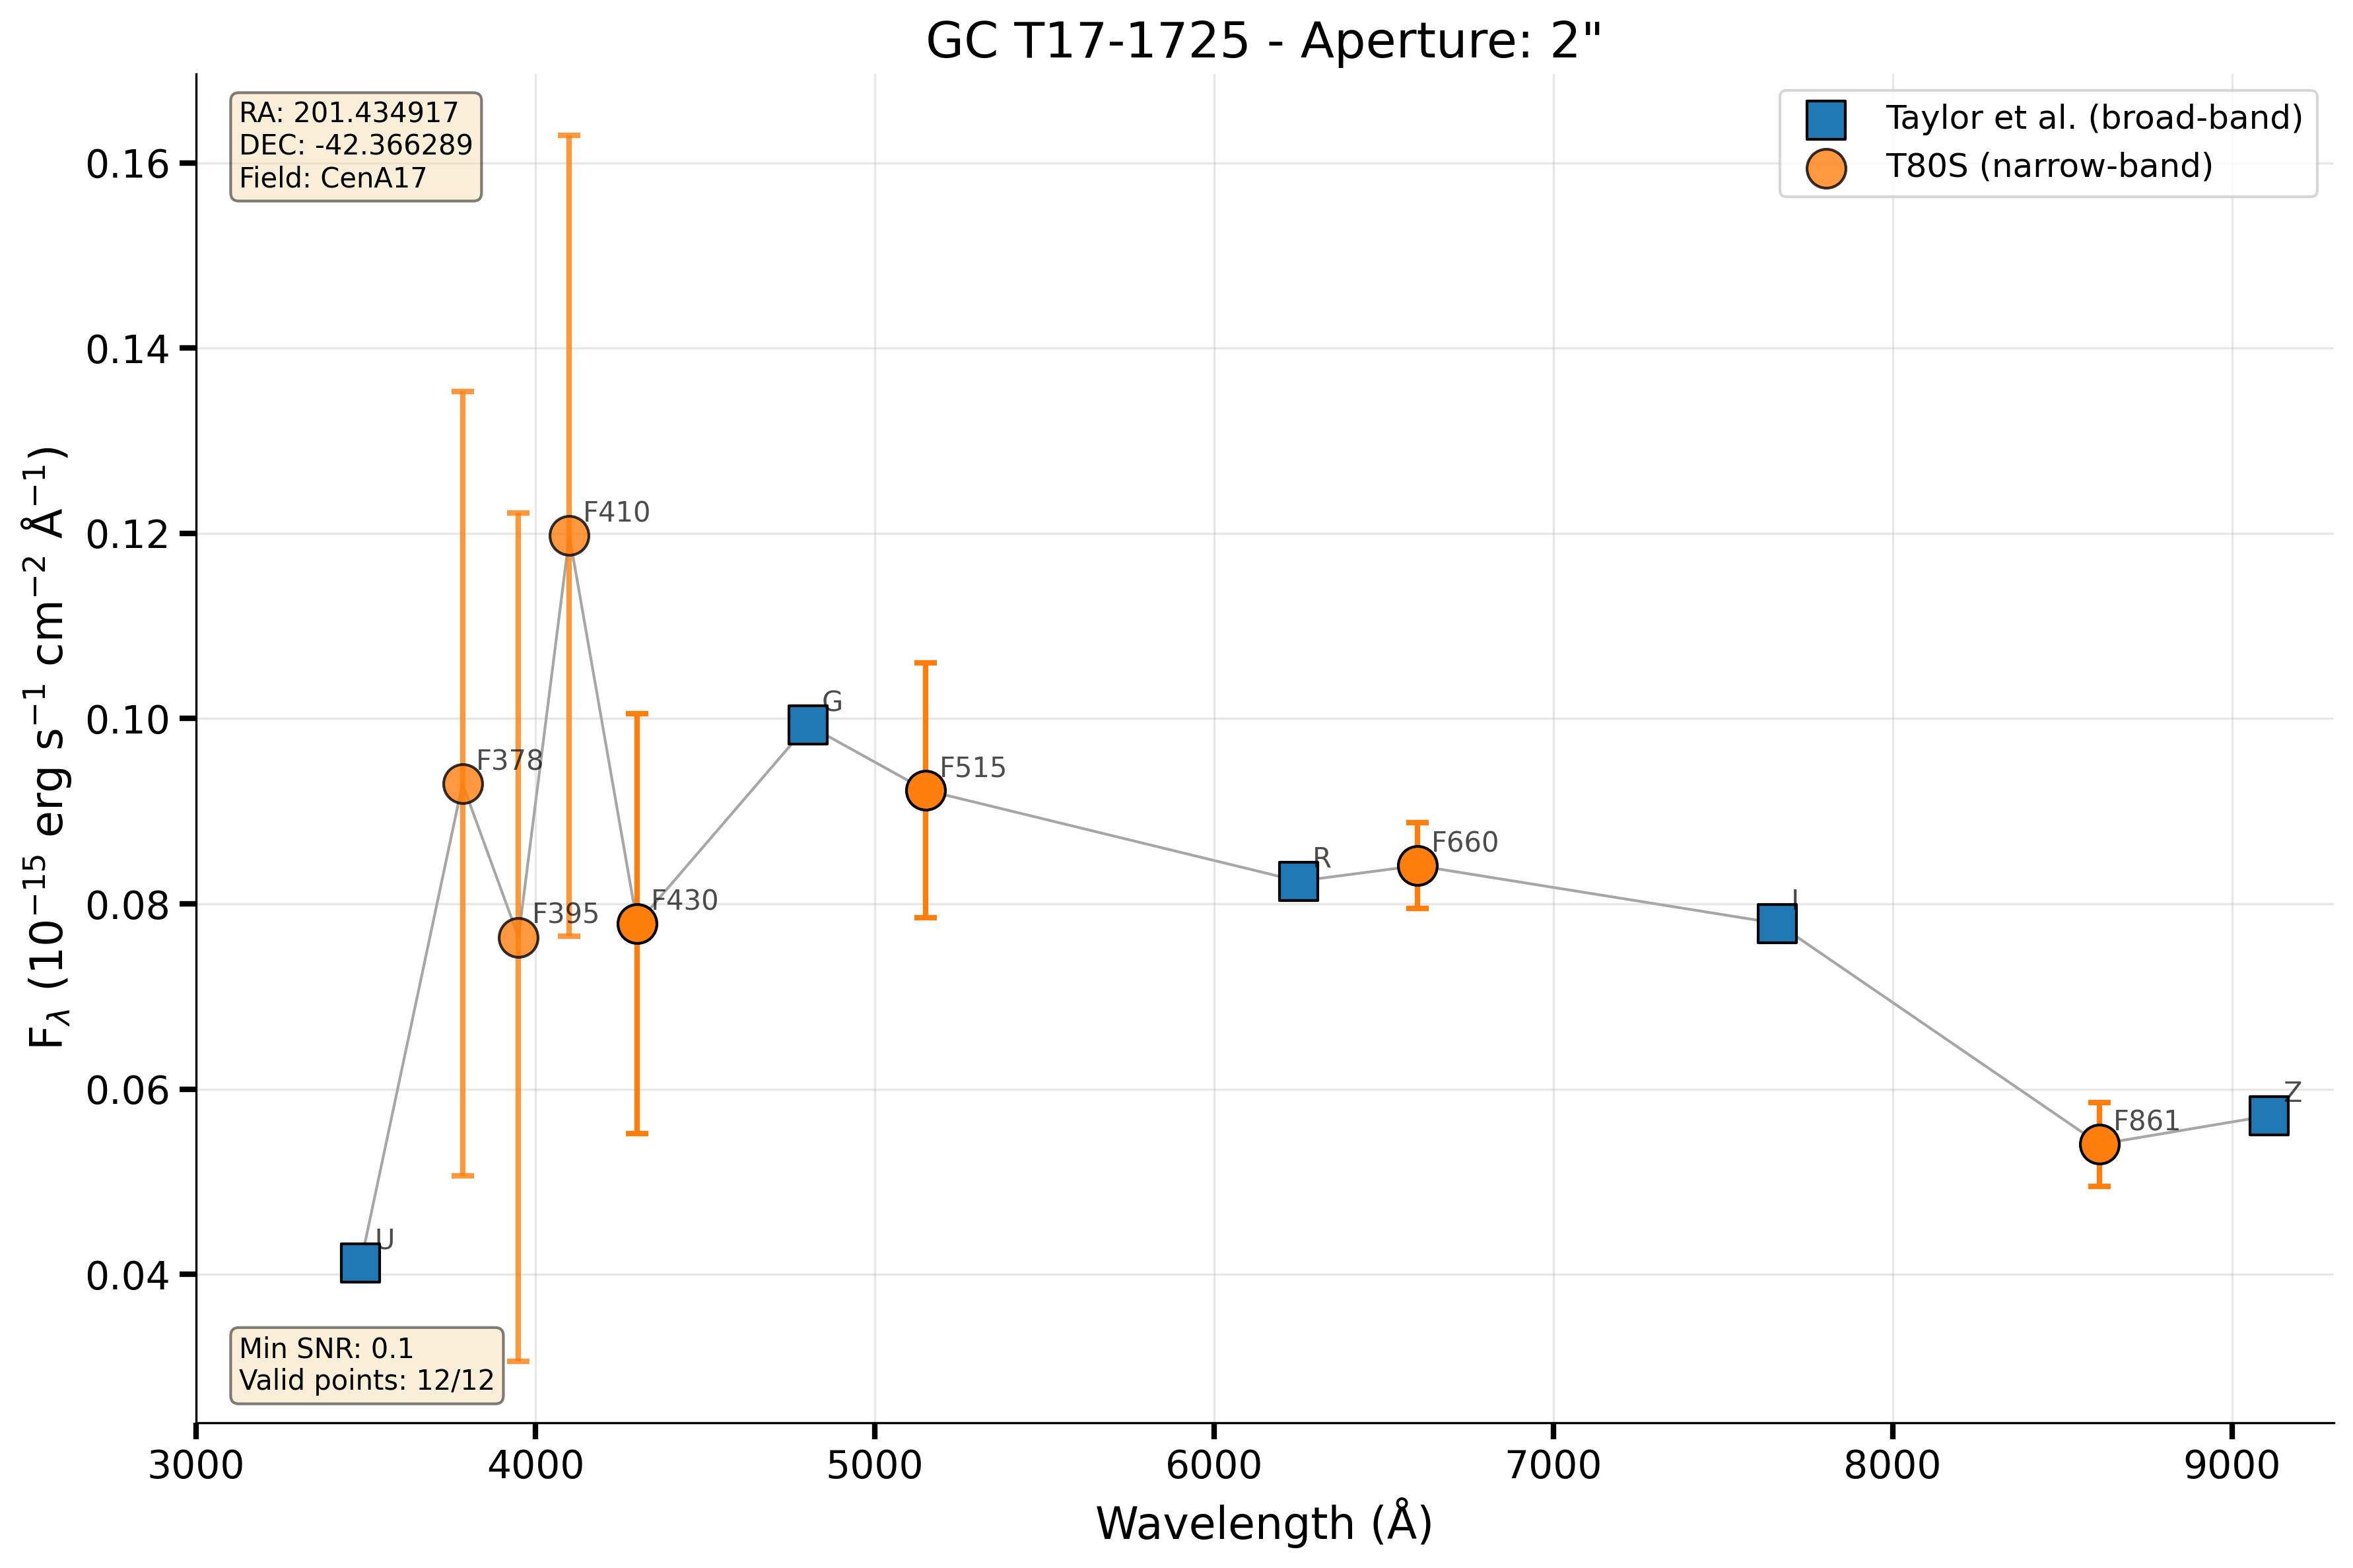 GC T17-1725 - Aperture: 2"
RA: 201.434917
DEC: -42.366289
Field: CenA17
Taylor et al. (broad-band)
T80S (narrow-band)
0.16
0.14
0.12
0.10
0.08
0.06
0.04
F_λ (10⁻¹⁵ erg s⁻¹ cm⁻² Å⁻¹)
U
F378
F395
F410
F430
G
F515
R
F660
I
F861
Z
Min SNR: 0.1
Valid points: 12/12
3000 4000 5000 6000 7000 8000 9000
Wavelength (Å)